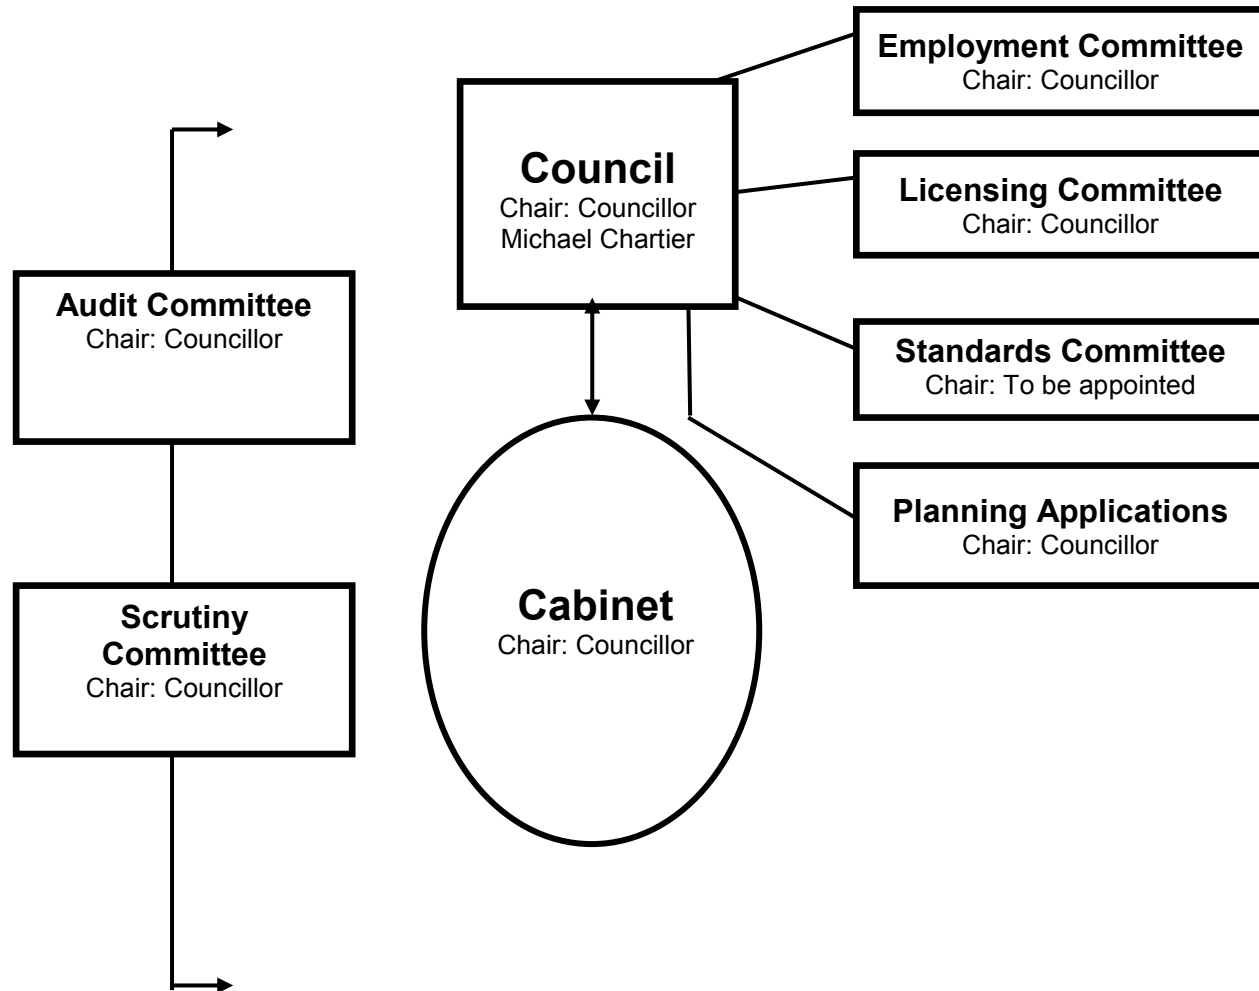 Employment Committee
Chair: Councillor
Council
Chair: Councillor
Michael Chartier
Licensing Committee
Chair: Councillor
Audit Committee
Chair: Councillor
Standards Committee
Chair: To be appointed
Planning Applications
Chair: Councillor
Cabinet
Chair: Councillor
Scrutiny
Committee
Chair: Councillor